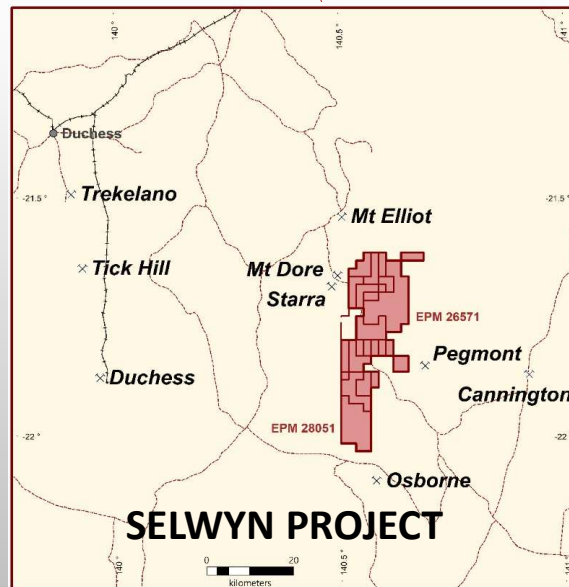 140 °
140.5 °
141 °
Duchess
Trekelano
-21.5 °
-21.5 °
Mt Elliot
Mt Dore
Tick Hill
Starra
EPM 26571
Pegmont
Duchess
Cannington
EPM 28051
-22 °
-22
Osborne
SELWYN PROJECT
0 20
kilometers
140 °
140.5 °
141 °